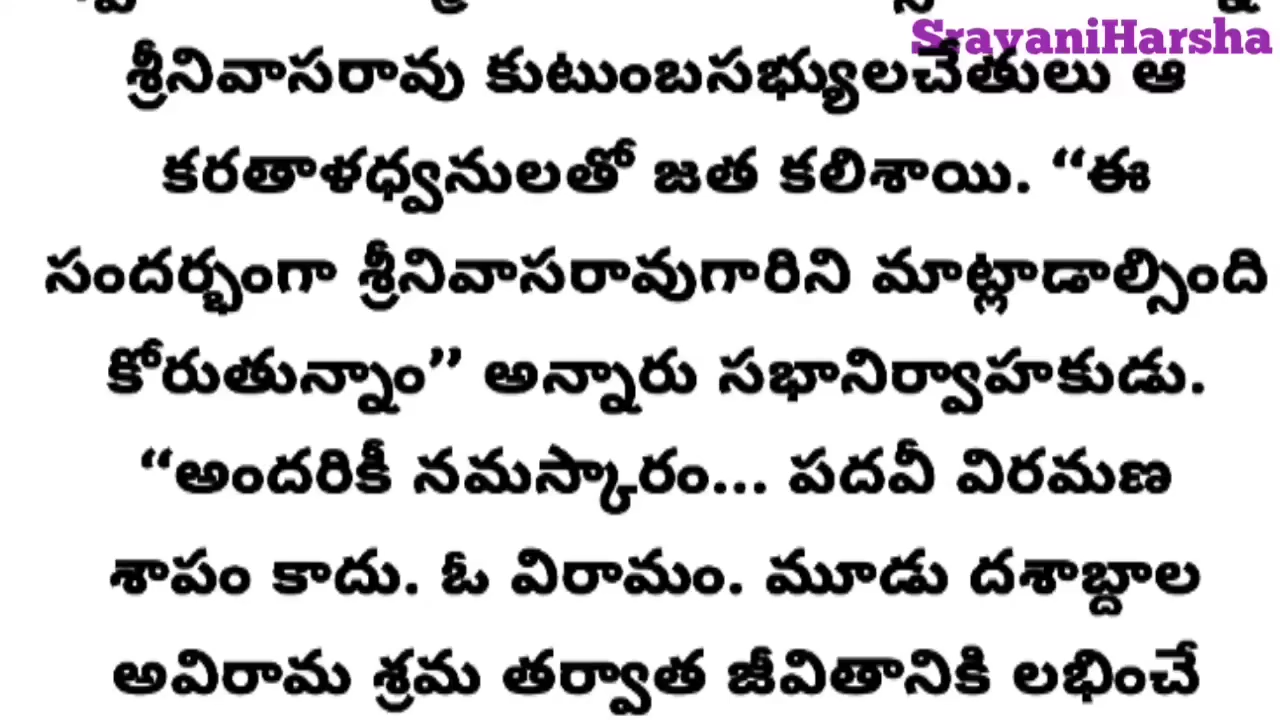 SravaniHarsha
శ్రీనివాసరావు కుటుంబసభ్యులచేతులు ఆ
కరతాళధ్వనులతో జత కలిశాయి. “ఈ
సందర్భంగా శ్రీనివాసరావుగారిని మాట్లాడాల్సింది
కోరుతున్నాం” అన్నారు సభానిర్వాహకుడు.
“అందరికీ నమస్కారం... పదవీ విరమణ
శాపం కాదు. ఓ విరామం. మూడు దశాబ్దాల
అవిరామ శ్రమ తర్వాత జీవితానికి లభించే